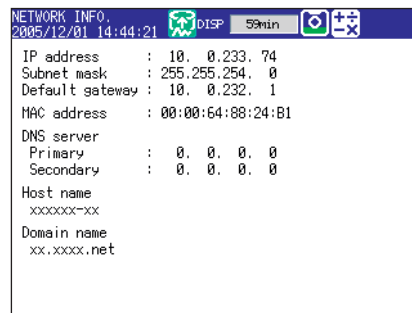 NETWORK INFO.
2005/12/01 14:44:21 DISP 59min
IP address : 10. 0.233. 74
Subnet mask : 255.255.254. 0
Default gateway : 10. 0.232. 1
MAC address : 00:00:64:88:24:B1
DNS server
Primary : 0. 0. 0. 0
Secondary : 0. 0. 0. 0
Host name
xxxxxx-xx
Domain name
xx.xxxx.net